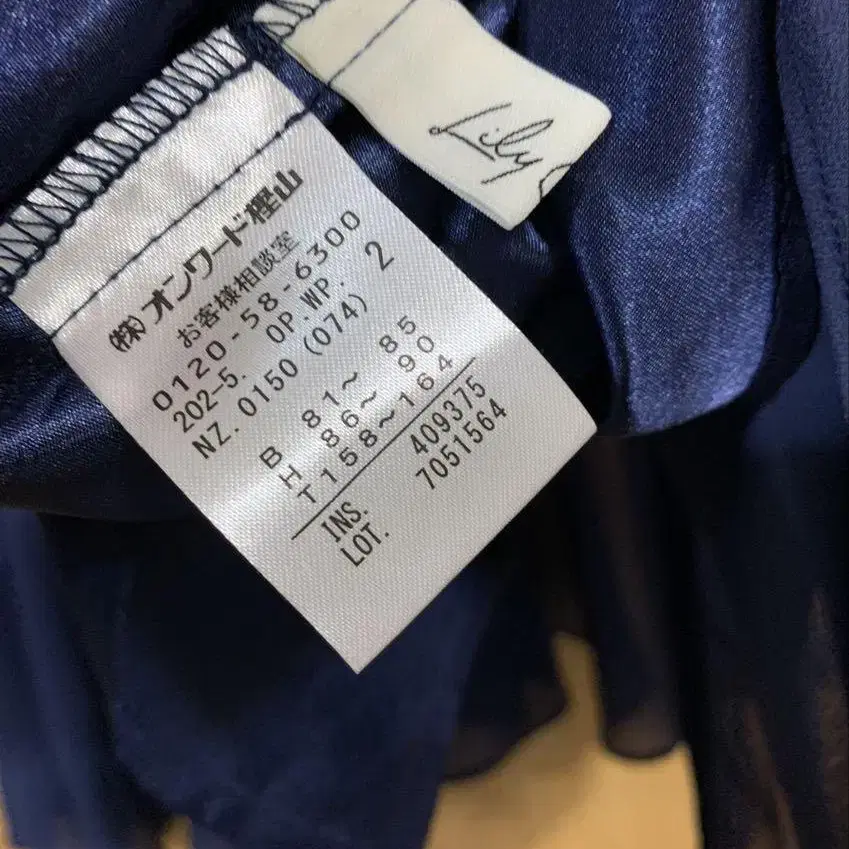 Lily
㈱オンワード樫山
お客様相談室
0120-58-6300
202-5. OP.WP. 2
NZ. 0150 (074)
B 81～ 85
H 86～ 90
T158～164
INS. 409375
LOT. 7051564